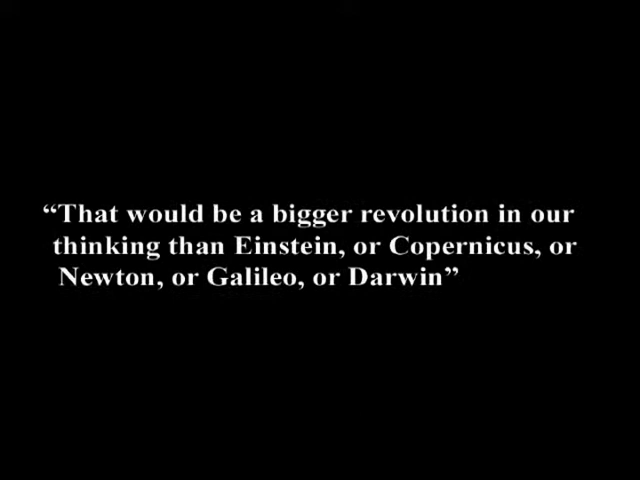 “That would be a bigger revolution in our
thinking than Einstein, or Copernicus, or
Newton, or Galileo, or Darwin”